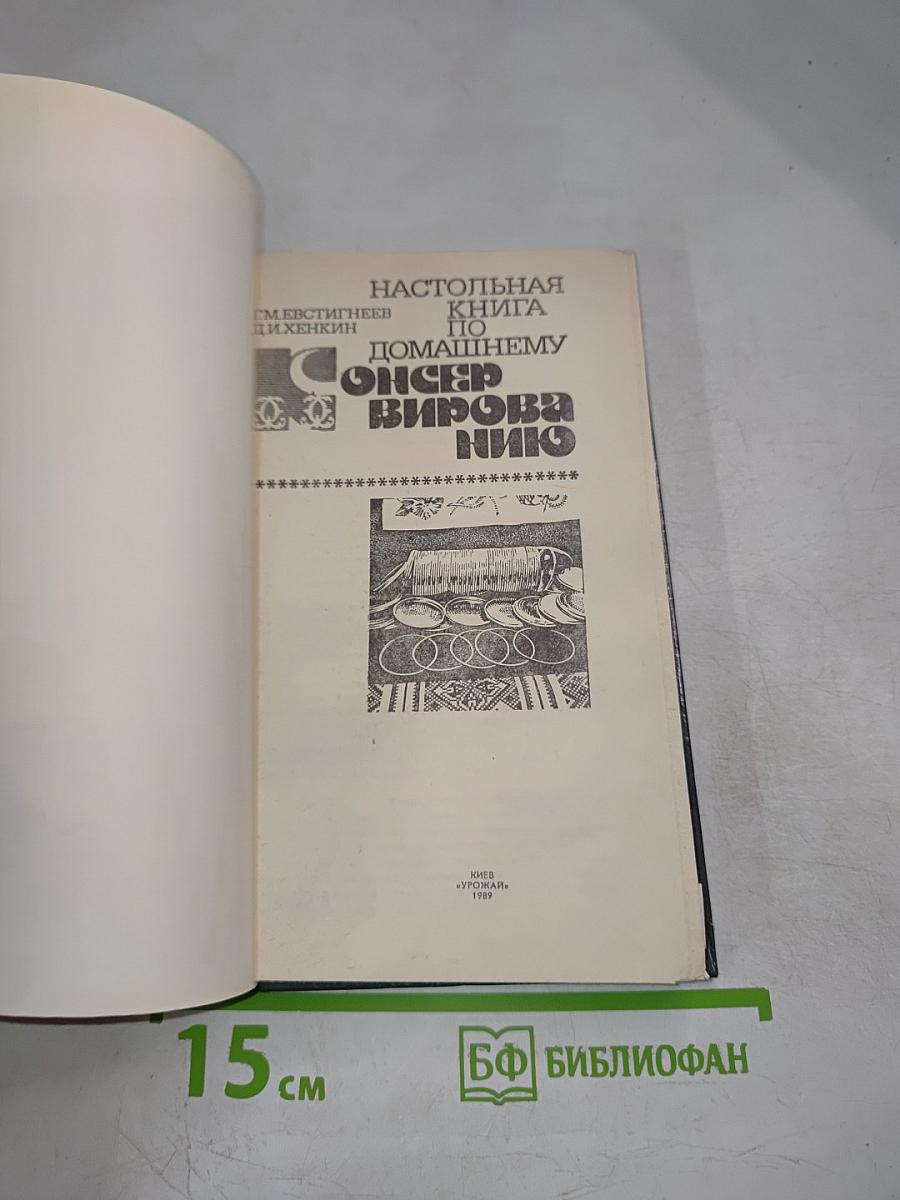 Г.М.ЕВСТИГНЕЕВ
Д.И.ХЕНКИН
НАСТОЛЬНАЯ
КНИГА
ПО
ДОМАШНЕМУ
КОНСЕР
ВИРОВА
НИЮ
КИЕВ
«УРОЖАЙ»
1989
15 см
БФ БИБЛИОФАН